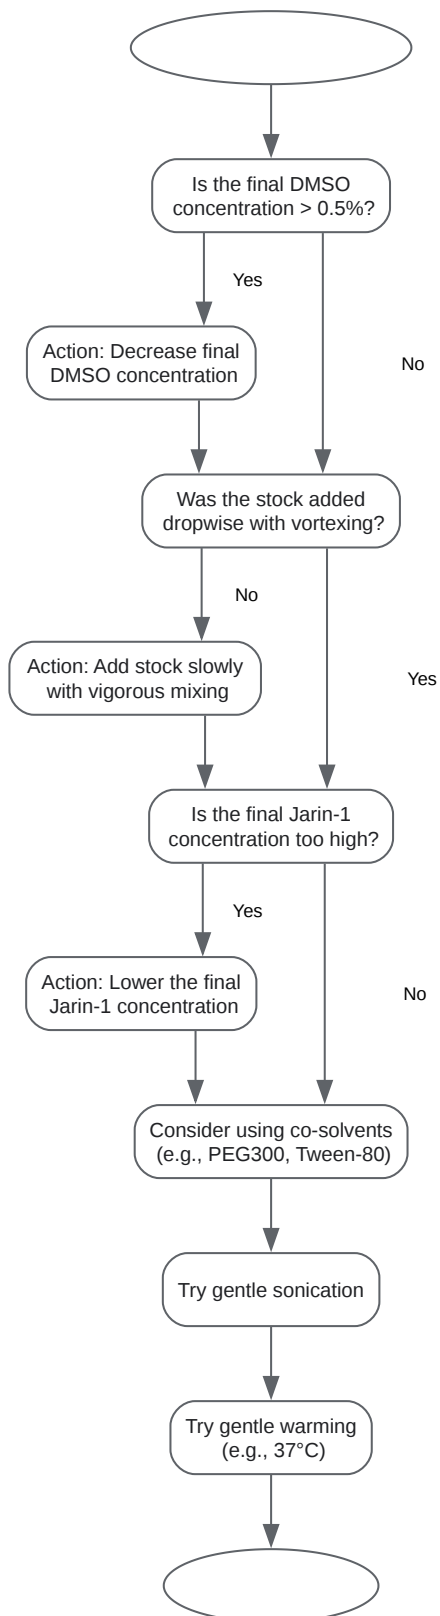 Is the final DMSO
concentration > 0.5%?
Yes
Action: Decrease final
DMSO concentration
No
Was the stock added
dropwise with vortexing?
No
Action: Add stock slowly
with vigorous mixing
Yes
Is the final Jarin-1
concentration too high?
Yes
Action: Lower the final
Jarin-1 concentration
No
Consider using co-solvents
(e.g., PEG300, Tween-80)
Try gentle sonication
Try gentle warming
(e.g., 37°C)